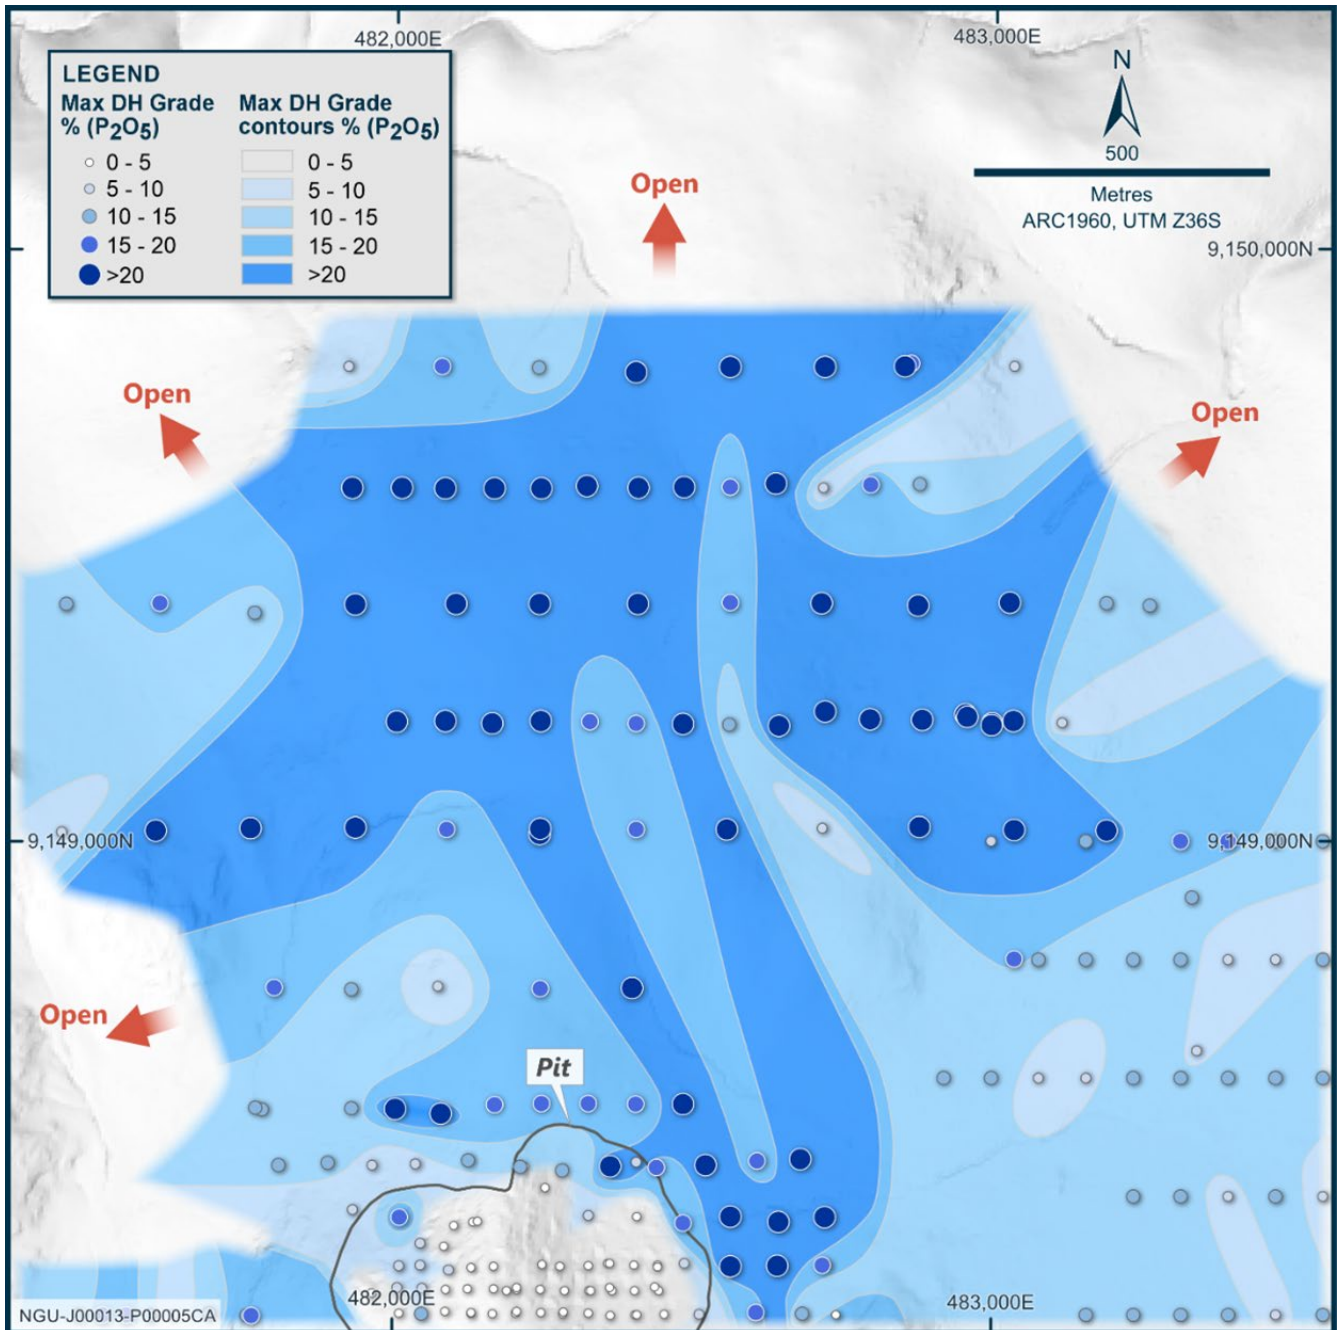 482,000E
483,000E
LEGEND
Max DH Grade
% (P₂O₅)
0 - 5
5 - 10
10 - 15
15 - 20
>20
Max DH Grade
contours % (P₂O₅)
0 - 5
5 - 10
10 - 15
15 - 20
>20
N
500
Metres
ARC1960, UTM Z36S
Open
9,150,000N
Open
Open
9,149,000N
9,149,000N
Open
Pit
482,000E
483,000E
NGU-J00013-P00005CA